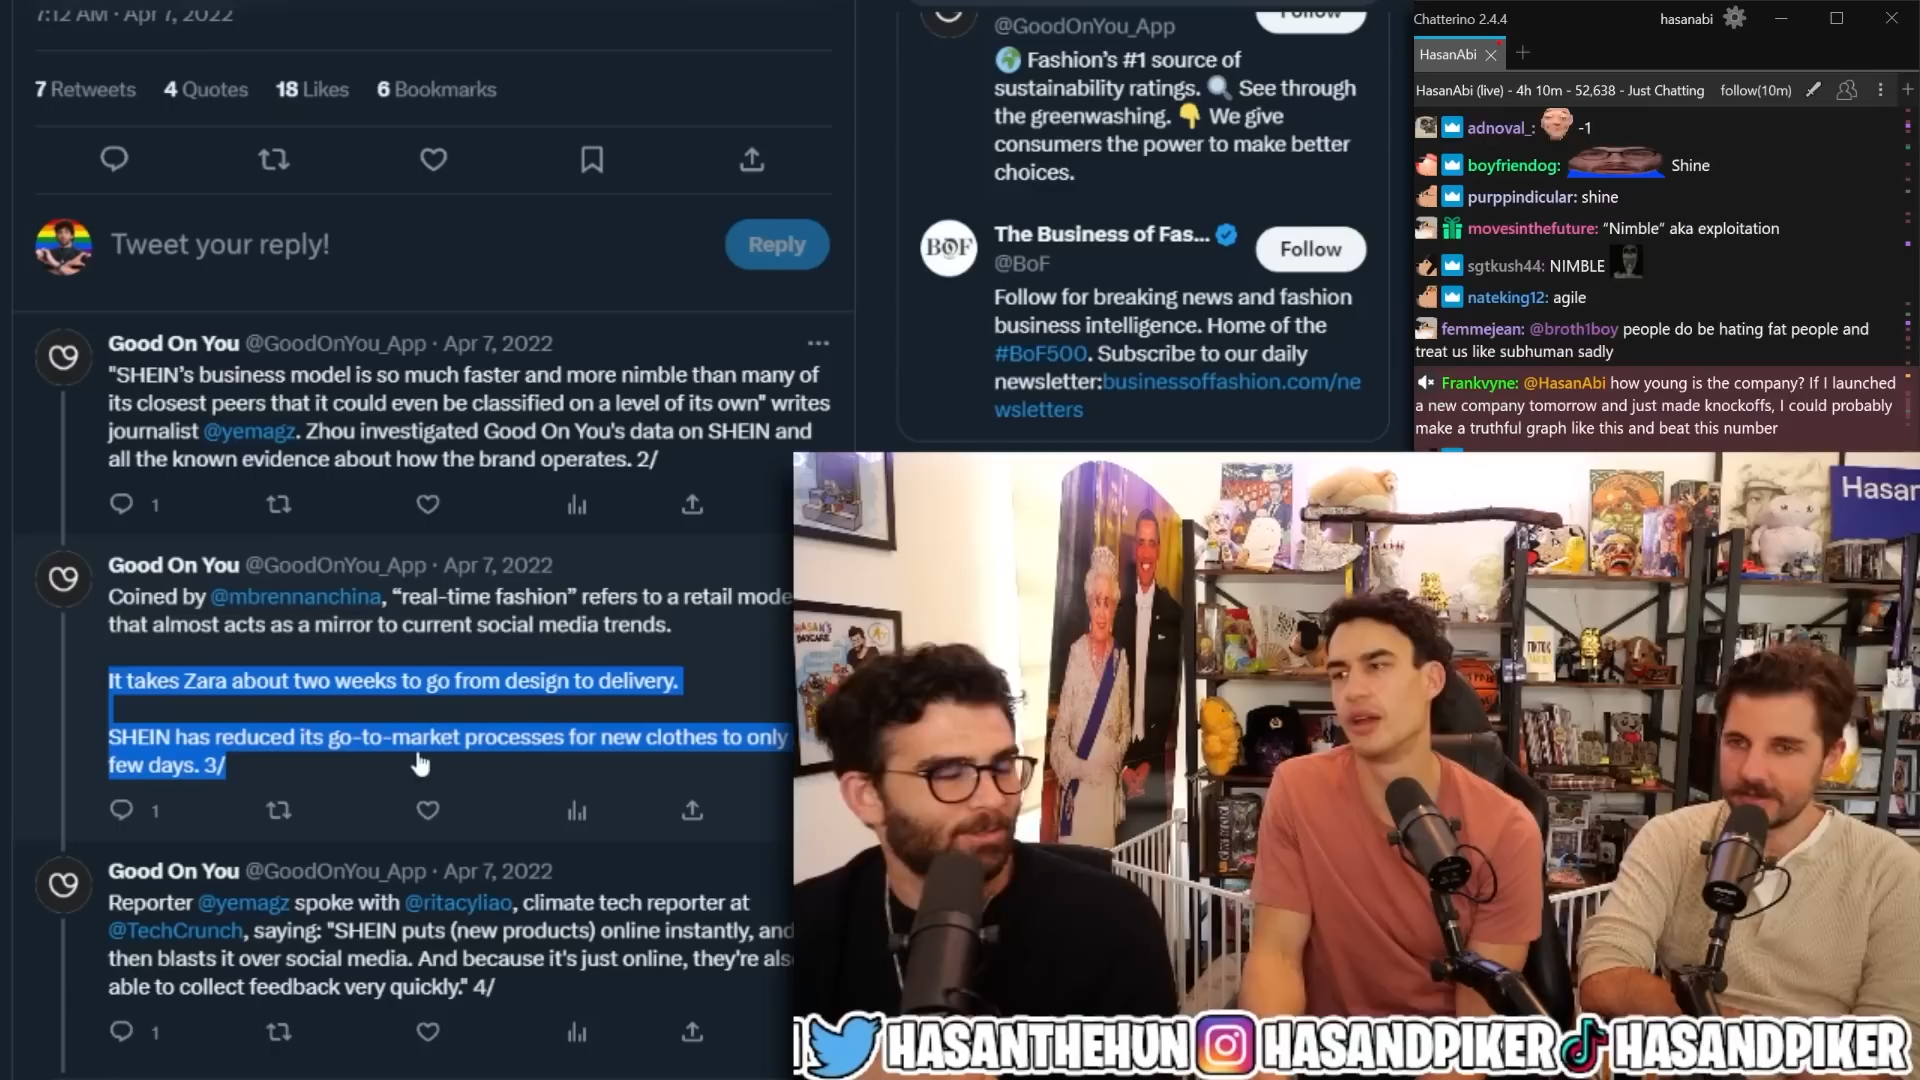 7:12 AM · Apr 7, 2022
7 Retweets 4 Quotes 18 Likes 6 Bookmarks
Tweet your reply!
Reply
Good On You @GoodOnYou_App · Apr 7, 2022
"SHEIN's business model is so much faster and more nimble than many of
its closest peers that it could even be classified on a level of its own" writes
journalist @yemagz. Zhou investigated Good On You's data on SHEIN and
all the known evidence about how the brand operates. 2/
1
Good On You @GoodOnYou_App · Apr 7, 2022
Coined by @mbrennanchina, “real-time fashion” refers to a retail mode
that almost acts as a mirror to current social media trends.
It takes Zara about two weeks to go from design to delivery.
SHEIN has reduced its go-to-market processes for new clothes to only
few days. 3/
1
Good On You @GoodOnYou_App · Apr 7, 2022
Reporter @yemagz spoke with @ritacyliao, climate tech reporter at
@TechCrunch, saying: "SHEIN puts (new products) online instantly, and
then blasts it over social media. And because it's just online, they're als
able to collect feedback very quickly." 4/
1
@GoodOnYou_App
Follow
Fashion's #1 source of
sustainability ratings. See through
the greenwashing. We give
consumers the power to make better
choices.
BOF
The Business of Fas...
@BoF
Follow
Follow for breaking news and fashion
business intelligence. Home of the
#BoF500. Subscribe to our daily
newsletter:businessoffashion.com/ne
wsletters
Chatterino 2.4.4 hasanabi
HasanAbi
HasanAbi (live) - 4h 10m - 52,638 - Just Chatting follow(10m)
adnoval_: -1
boyfriendog: Shine
purppindicular: shine
movesinthefuture: “Nimble” aka exploitation
sgtkush44: NIMBLE
nateking12: agile
femmejean: @broth1boy people do be hating fat people and
treat us like subhuman sadly
Frankvyne: @HasanAbi how young is the company? If I launched
a new company tomorrow and just made knockoffs, I could probably
make a truthful graph like this and beat this number
Hasan
HASAN'S
DAYCARE
HASANTHEHUN HASANDPIKER HASANDPIKER